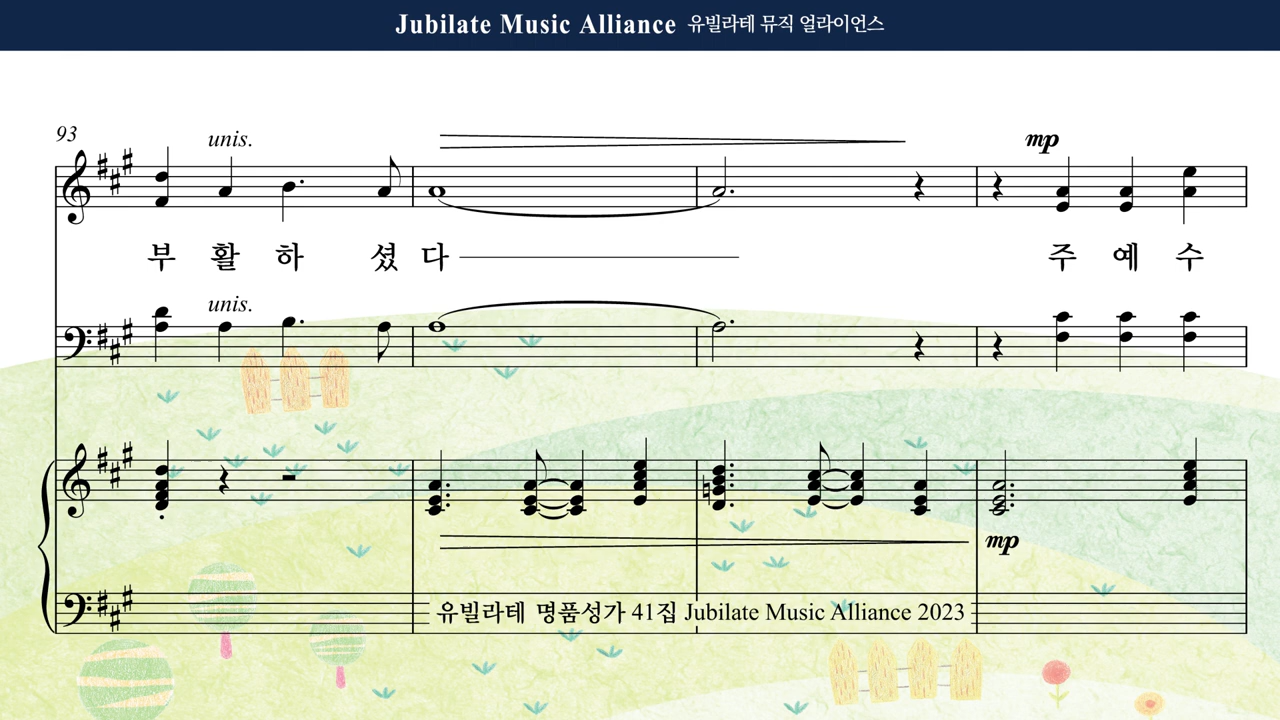 Jubilate Music Alliance 유빌라테 뮤직 얼라이언스
93
unis.
mp
부 활 하 셨 다 주 예 수
unis.
mp
유빌라테 명품성가 41집 Jubilate Music Alliance 2023